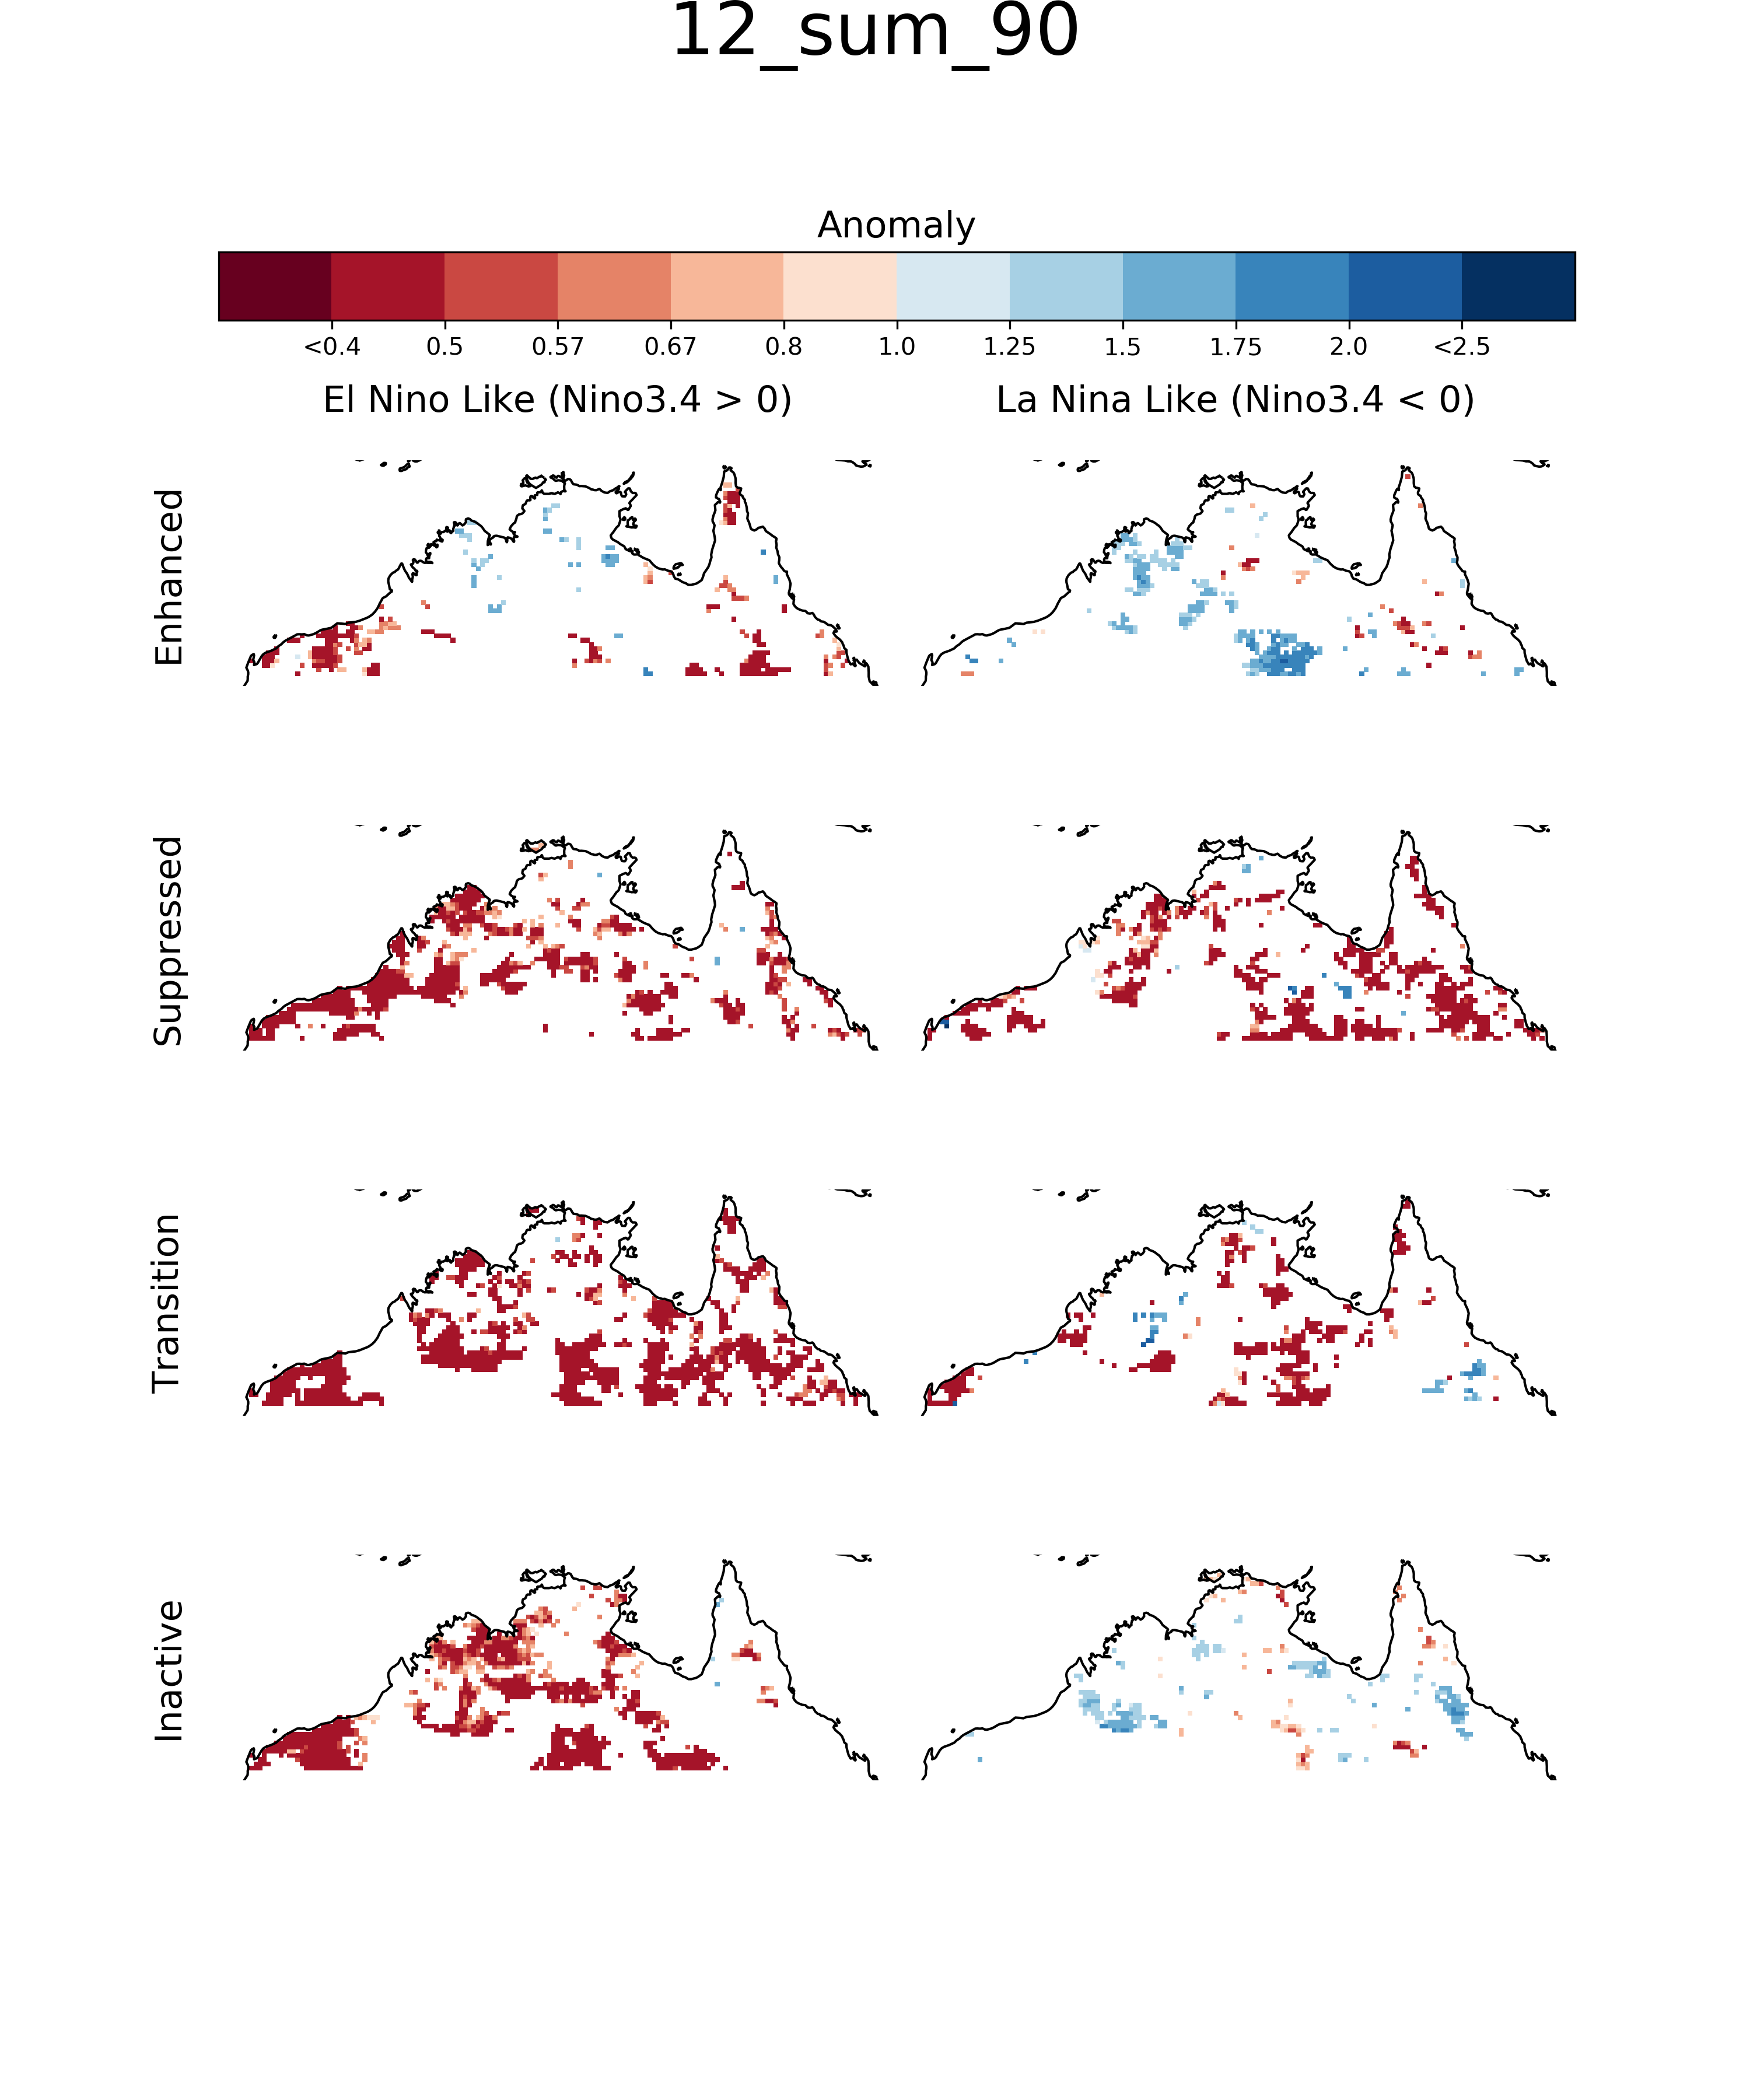 12_sum_90
Anomaly
<0.4 0.5 0.57 0.67 0.8 1.0 1.25 1.5 1.75 2.0 <2.5
El Nino Like (Nino3.4 > 0) La Nina Like (Nino3.4 < 0)
Enhanced
Suppressed
Transition
Inactive